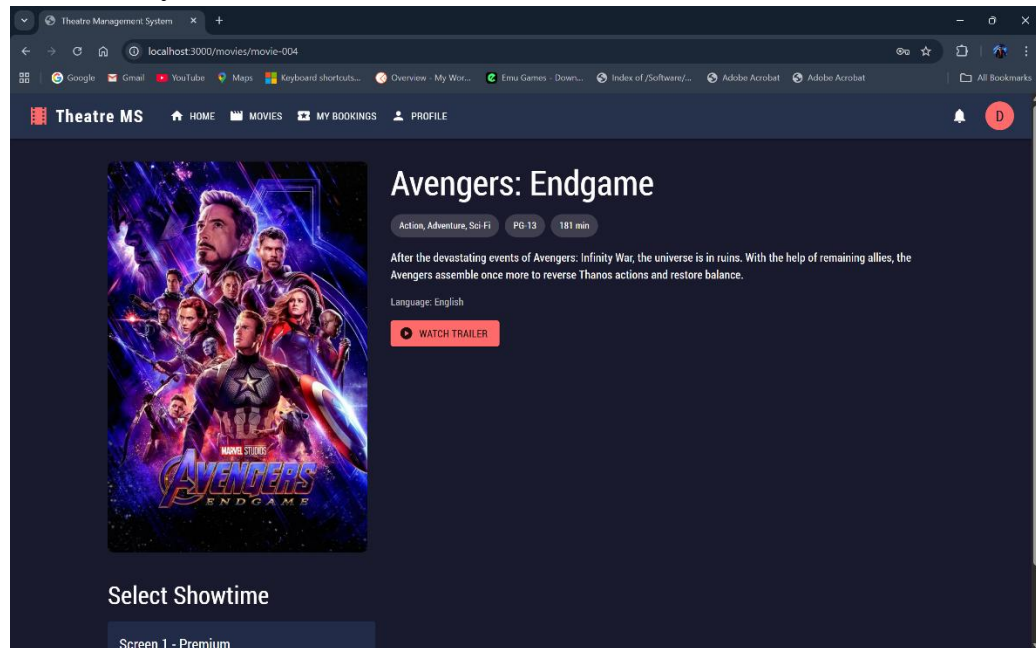 Theatre Management System
localhost:3000/movies/movie-004
Google Gmail YouTube Maps Keyboard shortcuts... Overview - My Wor... Emu Games - Down... Index of /Software/... Adobe Acrobat Adobe Acrobat All Bookmarks
Theatre MS HOME MOVIES MY BOOKINGS PROFILE D
Avengers: Endgame
Action, Adventure, Sci-Fi PG-13 181 min
After the devastating events of Avengers: Infinity War, the universe is in ruins. With the help of remaining allies, the
Avengers assemble once more to reverse Thanos actions and restore balance.
Language: English
WATCH TRAILER
MARVEL STUDIOS
AVENGERS
ENDGAME
Select Showtime
Screen 1 - Premium